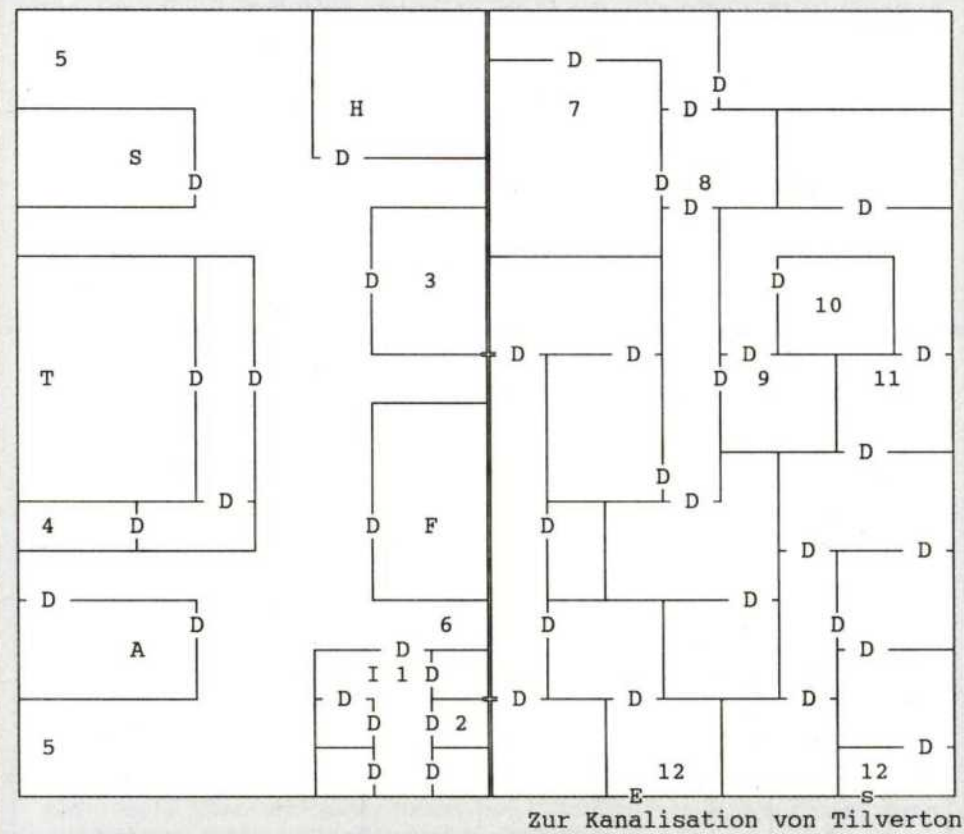 D
5
D
H D 7
S D
D D D 8
D D
D 3 D
10
D D D D
T D D D 9 11
D
D
D D
4 D D F D
D D
D D
D D 6 D D
A D D
I 1 D
D D D D
5 D D 2 D
D D 12 12
E S
Zur Kanalisation von Tilverton